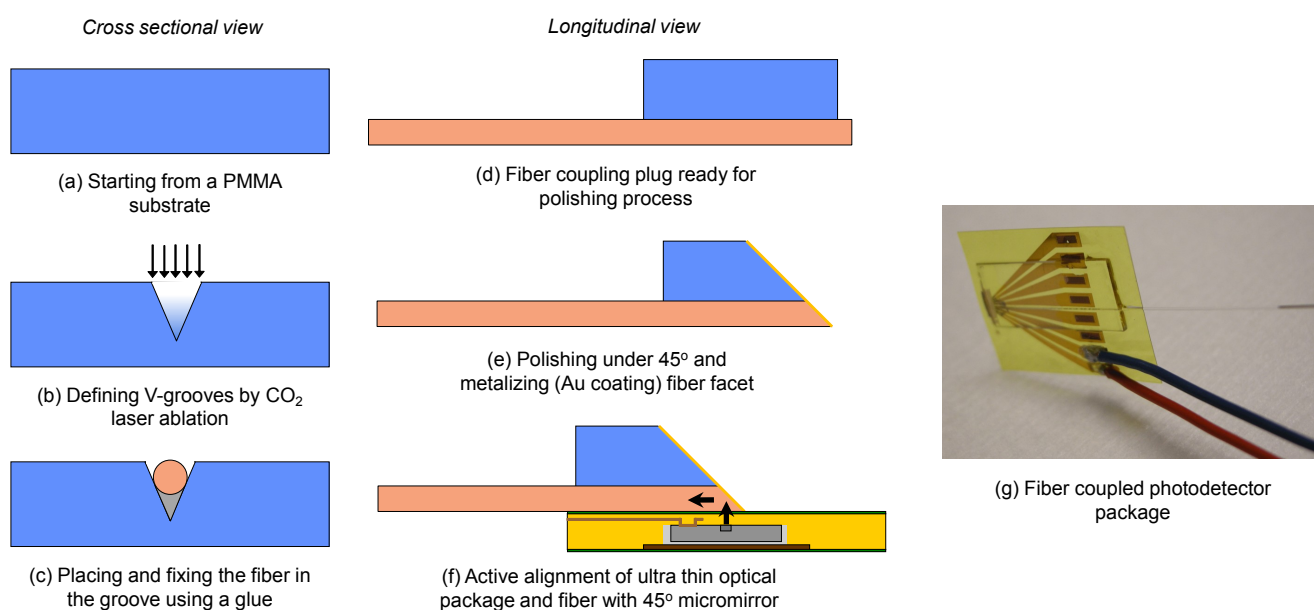 Cross sectional view
(a) Starting from a PMMA
substrate
(b) Defining V-grooves by CO₂
laser ablation
(c) Placing and fixing the fiber in
the groove using a glue
Longitudinal view
(d) Fiber coupling plug ready for
polishing process
(e) Polishing under 45º and
metalizing (Au coating) fiber facet
(f) Active alignment of ultra thin optical
package and fiber with 45º micromirror
(g) Fiber coupled photodetector
package